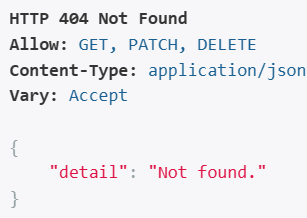 HTTP 404 Not Found
Allow: GET, PATCH, DELETE
Content-Type: application/json
Vary: Accept
{
"detail": "Not found."
}